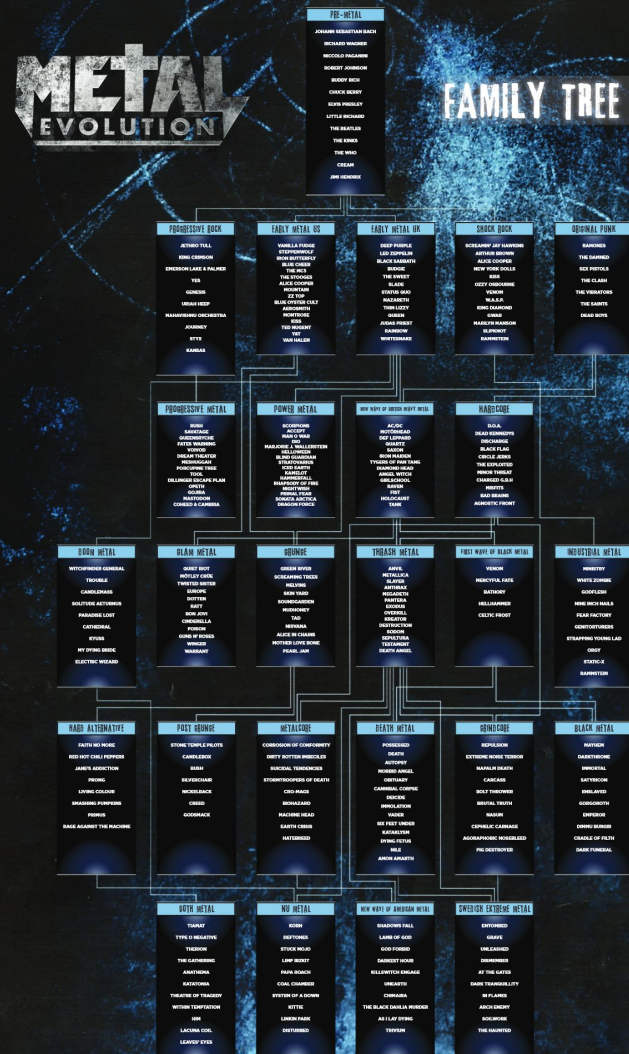 METAL
EVOLUTION
FAMILY TREE
PRE-METAL
JOHANN SEBASTIAN BACH
RICHARD WAGNER
NICCOLO PAGANINI
ROBERT JOHNSON
BUDDY RICH
CHUCK BERRY
ELVIS PRESLEY
LITTLE RICHARD
THE BEATLES
THE KINKS
THE WHO
CREAM
JIMI HENDRIX
PROGRESSIVE ROCK
JETHRO TULL
KING CRIMSON
EMERSON LAKE & PALMER
YES
GENESIS
URIAH HEEP
MAHAVISHNU ORCHESTRA
JOURNEY
STYX
KANSAS
EARLY METAL US
VANILLA FUDGE
STEPPENWOLF
IRON BUTTERFLY
BLUE CHEER
THE MC5
THE STOOGES
ALICE COOPER
MOUNTAIN
ZZ TOP
BLUE OYSTER CULT
AEROSMITH
MONTROSE
KISS
TED NUGENT
Y&T
VAN HALEN
EARLY METAL UK
DEEP PURPLE
LED ZEPPELIN
BLACK SABBATH
BUDGIE
THE SWEET
SLADE
STATUS QUO
NAZARETH
THIN LIZZY
QUEEN
JUDAS PRIEST
RAINBOW
WHITESNAKE
SHOCK ROCK
SCREAMIN' JAY HAWKINS
ARTHUR BROWN
ALICE COOPER
NEW YORK DOLLS
KISS
OZZY OSBOURNE
VENOM
W.A.S.P.
KING DIAMOND
GWAR
MARILYN MANSON
SLIPKNOT
RAMMSTEIN
ORIGINAL PUNK
RAMONES
THE DAMNED
SEX PISTOLS
THE CLASH
THE VIBRATORS
THE SAINTS
DEAD BOYS
PROGRESSIVE METAL
RUSH
SAVATAGE
QUEENSRYCHE
FATES WARNING
VOIVOD
DREAM THEATER
MESHUGGAH
PORCUPINE TREE
TOOL
DILLINGER ESCAPE PLAN
OPETH
GOJIRA
MASTODON
COHEED & CAMBRIA
POWER METAL
SCORPIONS
ACCEPT
MAN O WAR
DIO
MARJORIE J. WALLERSTEIN
HELLOWEEN
BLIND GUARDIAN
STRATOVARIUS
ICED EARTH
KAMELOT
HAMMERFALL
RHAPSODY OF FIRE
NIGHTWISH
PRIMAL FEAR
SONATA ARCTICA
DRAGON FORCE
NEW WAVE OF BRITISH HEAVY METAL
AC/DC
MOTÖRHEAD
DEF LEPPARD
QUARTZ
SAXON
IRON MAIDEN
TYGERS OF PAN TANG
DIAMOND HEAD
ANGEL WITCH
GIRLSCHOOL
RAVEN
FIST
HOLOCAUST
TANK
HARDCORE
D.O.A.
DEAD KENNEDYS
DISCHARGE
BLACK FLAG
CIRCLE JERKS
THE EXPLOITED
MINOR THREAT
CHARGED G.B.H
MISFITS
BAD BRAINS
AGNOSTIC FRONT
DOOM METAL
WITCHFINDER GENERAL
TROUBLE
CANDLEMASS
SOLITUDE AETURNUS
PARADISE LOST
CATHEDRAL
KYUSS
MY DYING BRIDE
ELECTRIC WIZARD
GLAM METAL
QUIET RIOT
MÖTLEY CRÜE
TWISTED SISTER
EUROPE
DOTTEN
RATT
BON JOVI
CINDERELLA
POISON
GUNS N' ROSES
WINGER
WARRANT
GRUNGE
GREEN RIVER
SCREAMING TREES
MELVINS
SKIN YARD
SOUNDGARDEN
MUDHONEY
TAD
NIRVANA
ALICE IN CHAINS
MOTHER LOVE BONE
PEARL JAM
THRASH METAL
ANVIL
METALLICA
SLAYER
ANTHRAX
MEGADETH
PANTERA
EXODUS
OVERKILL
KREATOR
DESTRUCTION
SODOM
SEPULTURA
TESTAMENT
DEATH ANGEL
FIRST WAVE OF BLACK METAL
VENOM
MERCYFUL FATE
BATHORY
HELLHAMMER
CELTIC FROST
INDUSTRIAL METAL
MINISTRY
WHITE ZOMBIE
GODFLESH
NINE INCH NAILS
FEAR FACTORY
GENITORTURERS
STRAPPING YOUNG LAD
ORGY
STATIC-X
RAMMSTEIN
HARD ALTERNATIVE
FAITH NO MORE
RED HOT CHILI PEPPERS
JANE'S ADDICTION
PRONG
LIVING COLOUR
SMASHING PUMPKINS
PRIMUS
RAGE AGAINST THE MACHINE
POST GRUNGE
STONE TEMPLE PILOTS
CANDLEBOX
BUSH
SILVERCHAIR
NICKELBACK
CREED
GODSMACK
METALCORE
CORROSION OF CONFORMITY
DIRTY ROTTEN IMBECILES
SUICIDAL TENDENCIES
STORMTROOPERS OF DEATH
CRO-MAGS
BIOHAZARD
MACHINE HEAD
EARTH CRISIS
HATEBREED
DEATH METAL
POSSESSED
DEATH
AUTOPSY
MORBID ANGEL
OBITUARY
CANNIBAL CORPSE
DEICIDE
IMMOLATION
VADER
SIX FEET UNDER
KATAKLYSM
DYING FETUS
NILE
AMON AMARTH
GRINDCORE
REPULSION
EXTREME NOISE TERROR
NAPALM DEATH
CARCASS
BOLT THROWER
BRUTAL TRUTH
NASUM
CEPHELIC CARNAGE
AGORAPHOBIC NOSEBLEED
PIG DESTROYER
BLACK METAL
MAYHEM
DARKTHRONE
IMMORTAL
SATYRICON
ENSLAVED
GORGOROTH
EMPEROR
DIMMU BURGIR
CRADLE OF FILTH
DARK FUNERAL
GOTH METAL
TIAMAT
TYPE O NEGATIVE
THERION
THE GATHERING
ANATHEMA
KATATONIA
THEATRE OF TRAGEDY
WITHIN TEMPTATION
HIM
LACUNA COIL
LEAVES' EYES
NU METAL
KORN
DEFTONES
STUCK MOJO
LIMP BIZKIT
PAPA ROACH
COAL CHAMBER
SYSTEM OF A DOWN
KITTIE
LINKIN PARK
DISTURBED
NEW WAVE OF AMERICAN METAL
SHADOWS FALL
LAMB OF GOD
GOD FORBID
DARKEST HOUR
KILLSWITCH ENGAGE
UNEARTH
CHIMAIRA
THE BLACK DAHLIA MURDER
AS I LAY DYING
TRIVIUM
SWEDISH EXTREME METAL
ENTOMBED
GRAVE
UNLEASHED
DISMEMBER
AT THE GATES
DARK TRANQUILLITY
IN FLAMES
ARCH ENEMY
SOILWORK
THE HAUNTED